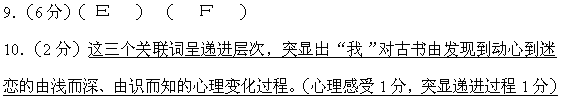 9.(6分)( E ) ( F )
10.(2分)这三个关联词呈递进层次，突显出“我”对古书由发现到动心到迷
恋的由浅而深、由识而知的心理变化过程。(心理感受1分，突显递进过程1分)